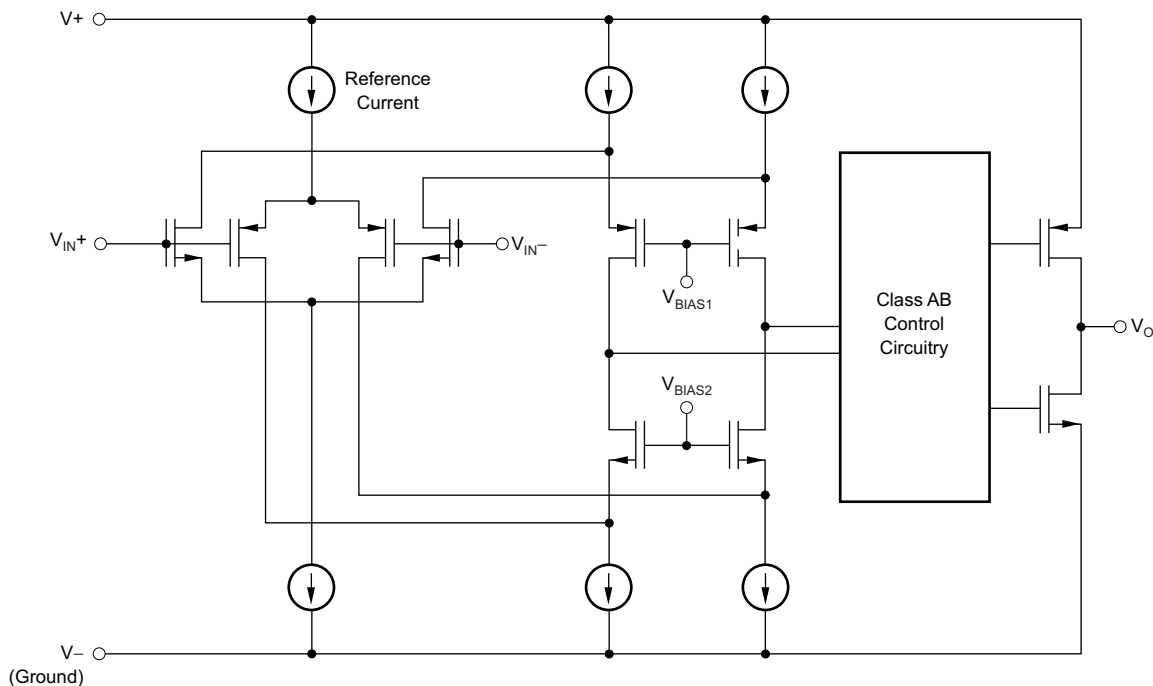 V+
Reference
Current
V_IN+
V_IN−
V_BIAS1
Class AB
Control
Circuitry
V_O
V_BIAS2
V−
(Ground)